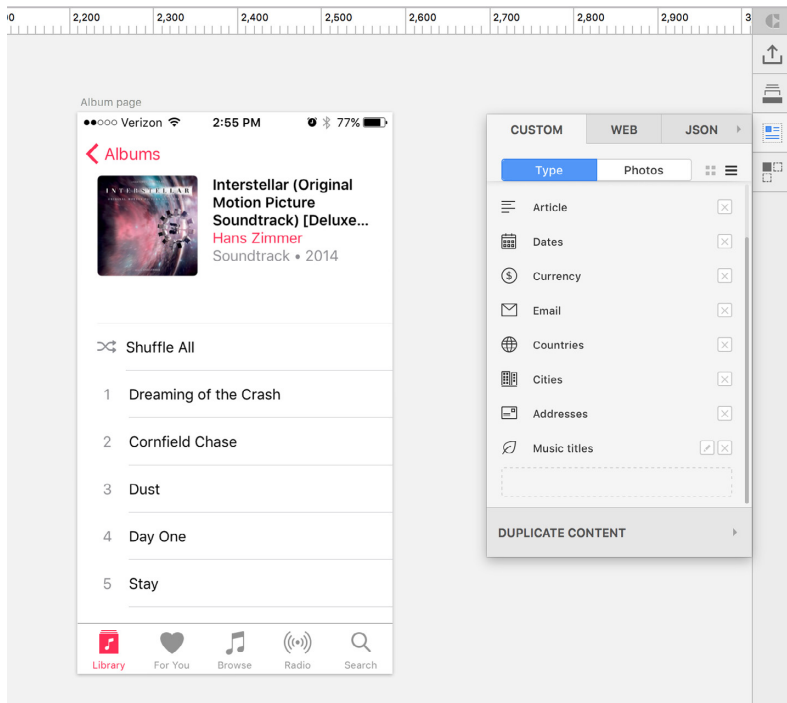 00 2,200 2,300 2,400 2,500 2,600 2,700 2,800 2,900 3
Album page
Verizon 2:55 PM 77%
Albums
INTERSTELLAR
Interstellar (Original
Motion Picture
Soundtrack) [Deluxe...
Hans Zimmer
Soundtrack • 2014
Shuffle All
1 Dreaming of the Crash
2 Cornfield Chase
3 Dust
4 Day One
5 Stay
Library For You Browse Radio Search
CUSTOM WEB JSON
Type Photos
Article
Dates
$ Currency
Email
Countries
Cities
Addresses
Music titles
DUPLICATE CONTENT